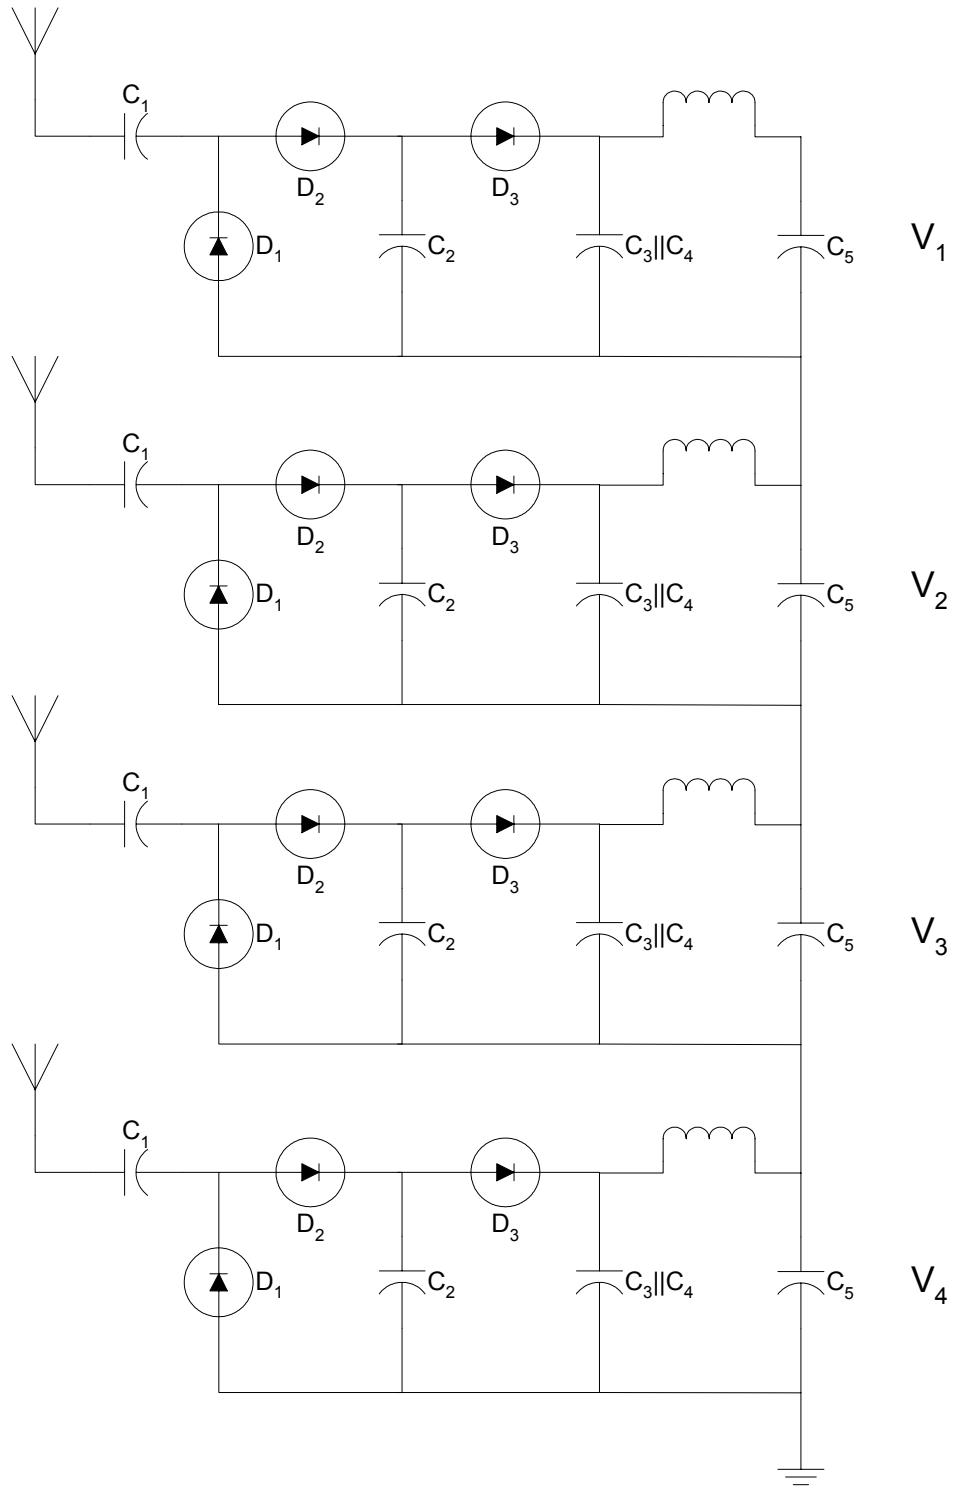 C₁
D₂ D₃
D₁ C₂ C₃||C₄ C₅ V₁
C₁
D₂ D₃
D₁ C₂ C₃||C₄ C₅ V₂
C₁
D₂ D₃
D₁ C₂ C₃||C₄ C₅ V₃
C₁
D₂ D₃
D₁ C₂ C₃||C₄ C₅ V₄